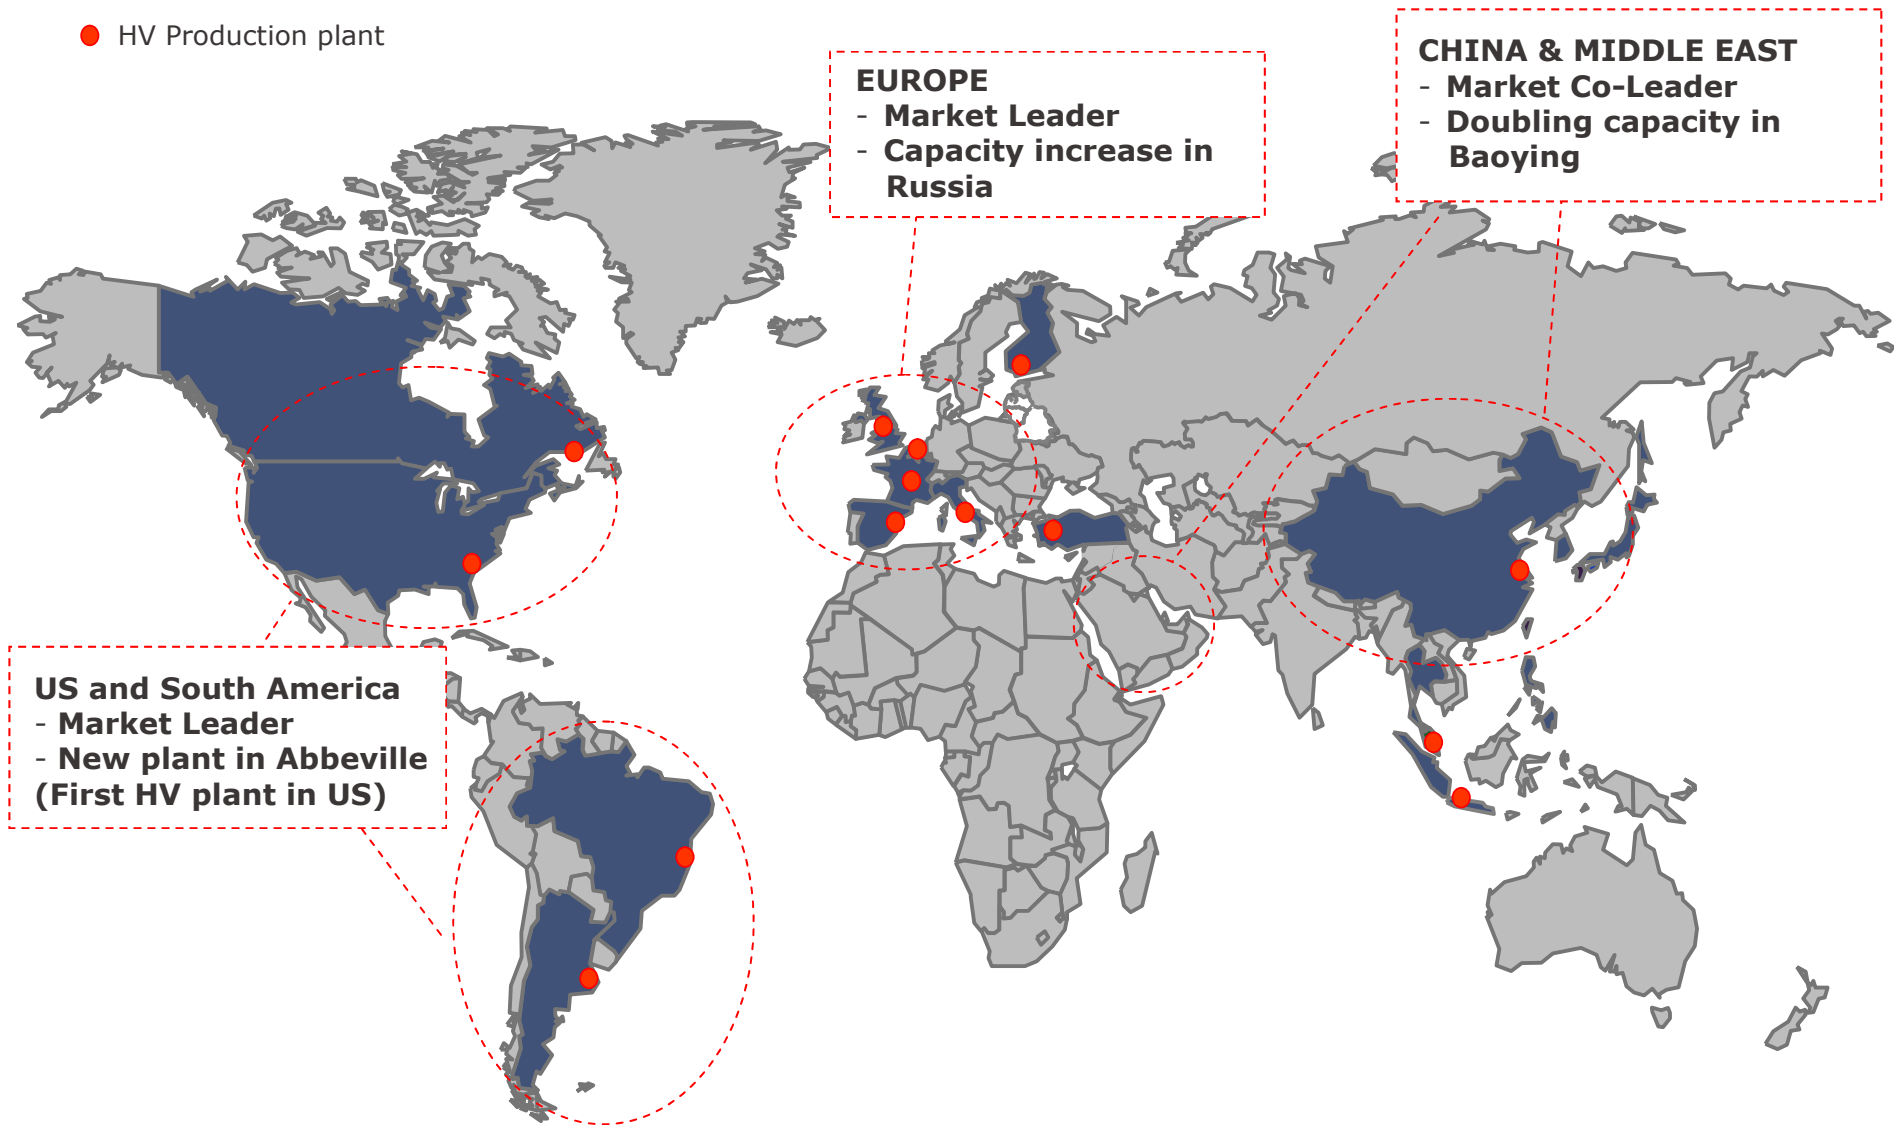 HV Production plant
EUROPE
- Market Leader
- Capacity increase in
Russia
CHINA & MIDDLE EAST
- Market Co-Leader
- Doubling capacity in
Baoying
US and South America
- Market Leader
- New plant in Abbeville
(First HV plant in US)